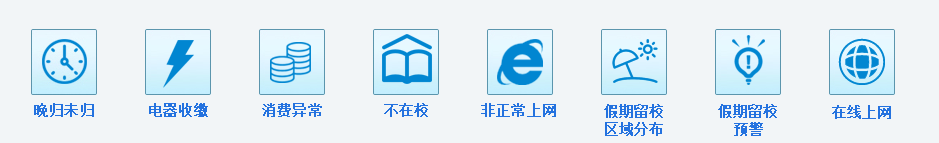 晚归未归
电器收缴
消费异常
不在校
非正常上网
假期留校
区域分布
假期留校
预警
在线上网